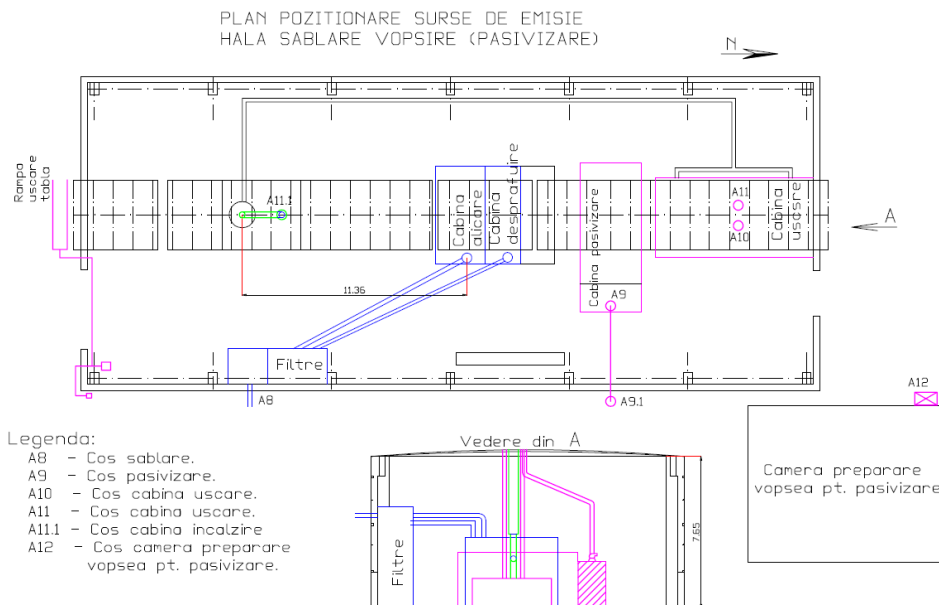 PLAN POZITIONARE SURSE DE EMISIE
HALA SABLARE VOPSIRE (PASIVIZARE)
N
Rampa
uscare
tabla
A11.1
Cabina
alicare
Cabina
desprafuire
Cabina pasivizare
A11
A10
Cabina
uscsre
A
11.36
A9
Filtre
A8
A9.1
A12
Legenda:
A8 - Cos sablare.
A9 - Cos pasivizare.
A10 - Cos cabina uscare.
A11 - Cos cabina uscare.
A11.1 - Cos cabina incalzire
A12 - Cos camera preparare
vopsea pt. pasivizare.
Vedere din A
Filtre
7.65
Camera preparare
vopsea pt. pasivizare